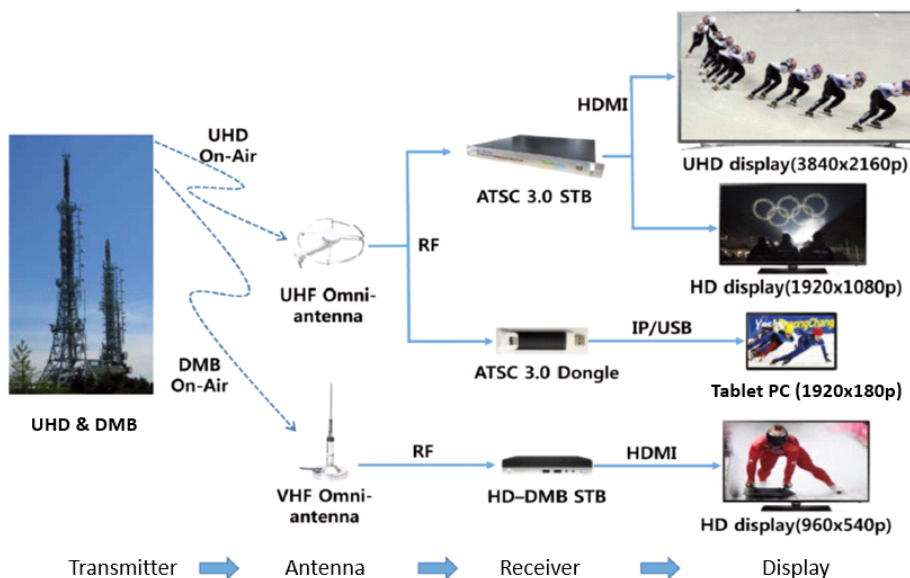 UHD
On-Air
HDMI
UHD display(3840x2160p)
ATSC 3.0 STB
RF
UHF Omni-
antenna
HD display(1920x1080p)
IP/USB
DMB
On-Air
ATSC 3.0 Dongle
Tablet PC (1920x180p)
UHD & DMB
RF
HDMI
VHF Omni-
antenna
HD-DMB STB
HD display(960x540p)
Transmitter
Antenna
Receiver
Display